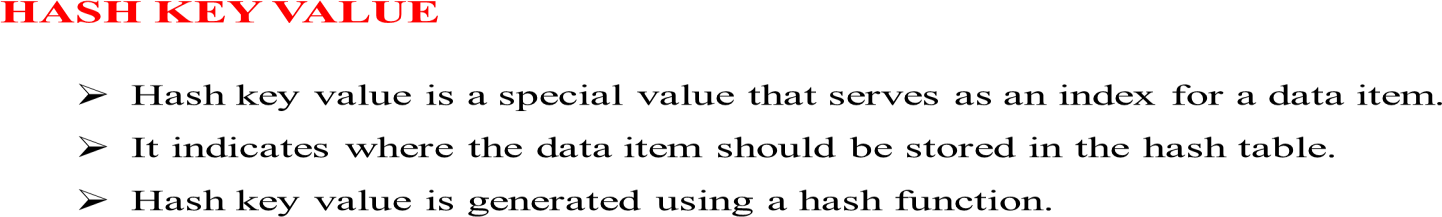 HASH KEY VALUE
➢ Hash key value is a special value that serves as an index for a data item.
➢ It indicates where the data item should be stored in the hash table.
➢ Hash key value is generated using a hash function.